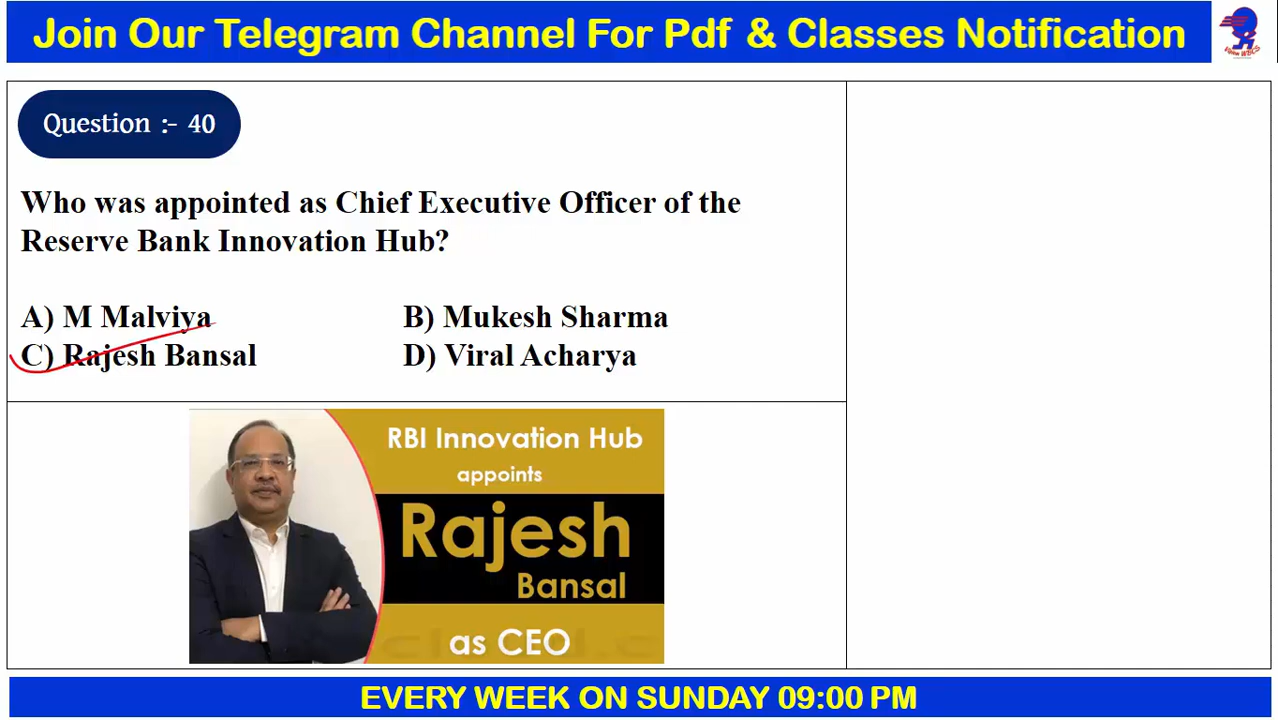 Join Our Telegram Channel For Pdf & Classes Notification
Question :- 40
Who was appointed as Chief Executive Officer of the
Reserve Bank Innovation Hub?
A) M Malviya
B) Mukesh Sharma
C) Rajesh Bansal
D) Viral Acharya
RBI Innovation Hub
appoints
Rajesh
Bansal
as CEO
EVERY WEEK ON SUNDAY 09:00 PM